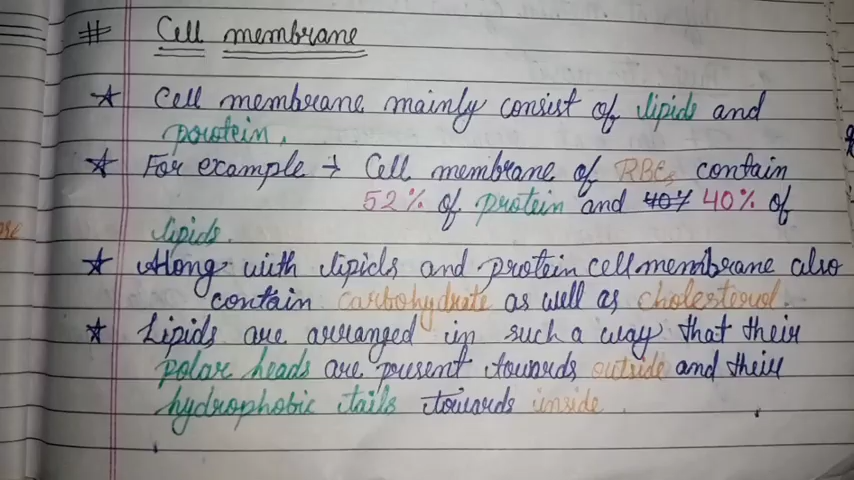 # Cell membrane
★ Cell membrane mainly consist of lipids and
porotein.
★ For example → Cell membrane of RBCs contain
52% of protein and 40% 40% of
lipids.
★ Along with lipids and protein cell membrane also
contain carbohydrate as well as cholesterol.
★ Lipids are arranged in such a way that their
polar heads are present towards outside and their
hydrophobic tails towards inside.